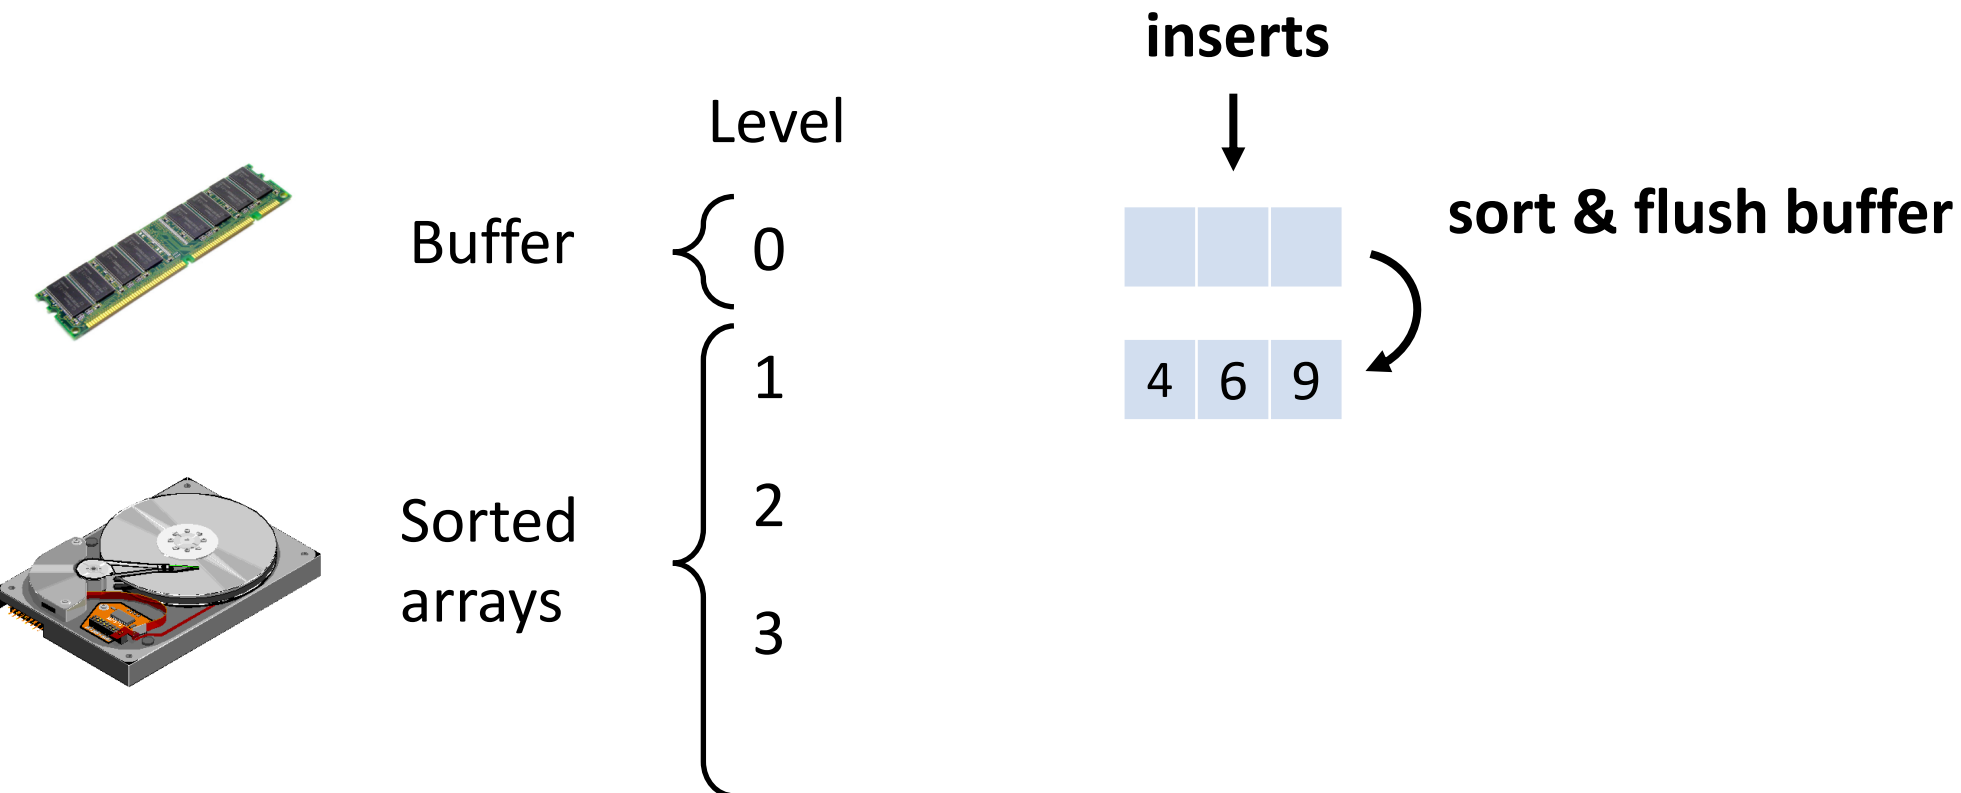 inserts
Level
Buffer
0
sort & flush buffer
1
4 6 9
2
Sorted
arrays
3